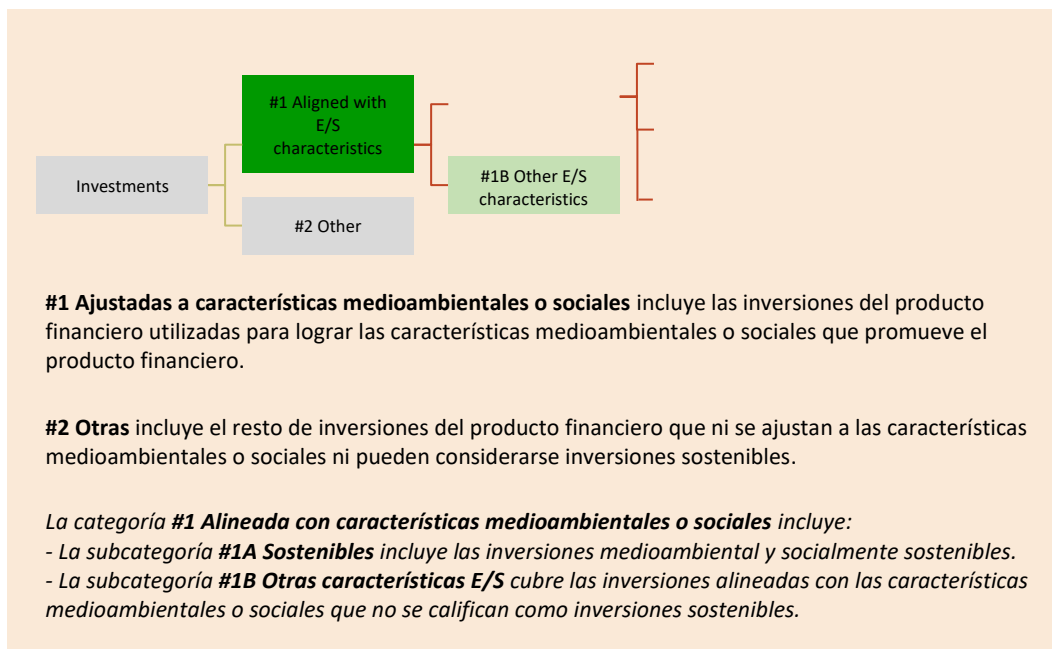 #1 Aligned with
E/S
characteristics
Investments
#1B Other E/S
characteristics
#2 Other
#1 Ajustadas a características medioambientales o sociales incluye las inversiones del producto
financiero utilizadas para lograr las características medioambientales o sociales que promueve el
producto financiero.
#2 Otras incluye el resto de inversiones del producto financiero que ni se ajustan a las características
medioambientales o sociales ni pueden considerarse inversiones sostenibles.
La categoría #1 Alineada con características medioambientales o sociales incluye:
- La subcategoría #1A Sostenibles incluye las inversiones medioambiental y socialmente sostenibles.
- La subcategoría #1B Otras características E/S cubre las inversiones alineadas con las características
medioambientales o sociales que no se califican como inversiones sostenibles.